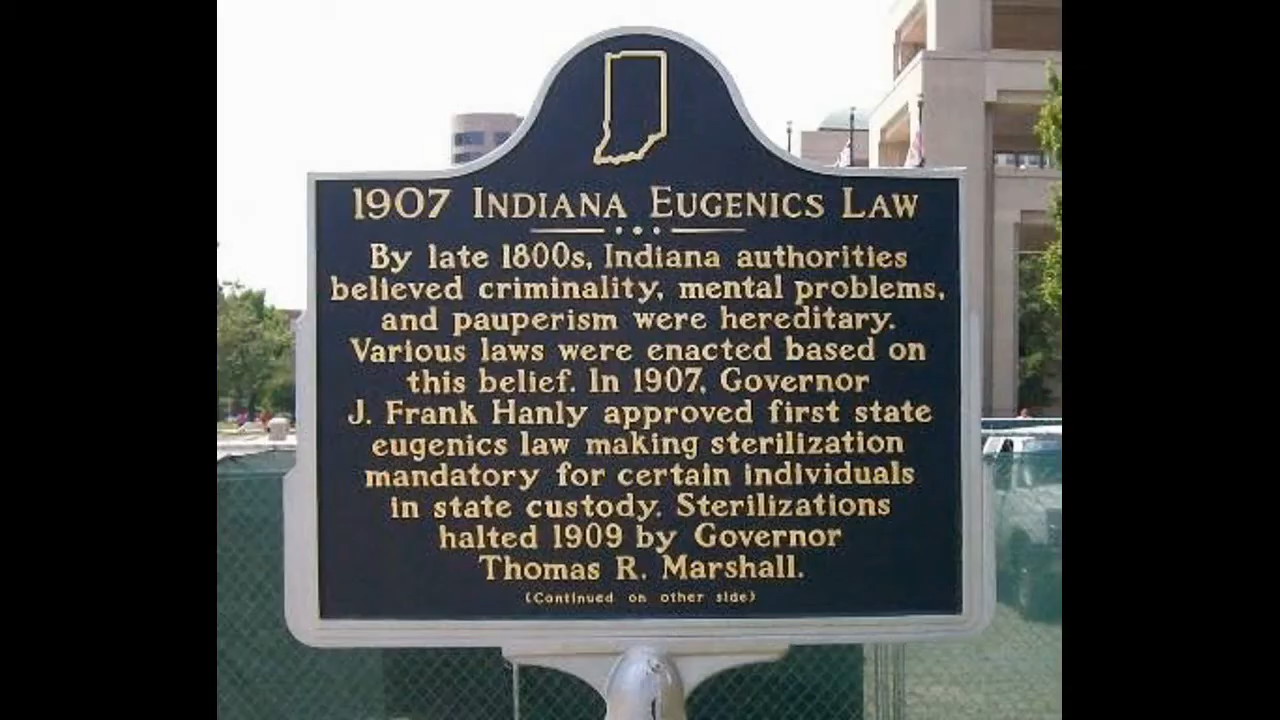 1907 INDIANA EUGENICS LAW
By late 1800s, Indiana authorities
believed criminality, mental problems,
and pauperism were hereditary.
Various laws were enacted based on
this belief. In 1907, Governor
J. Frank Hanly approved first state
eugenics law making sterilization
mandatory for certain individuals
in state custody. Sterilizations
halted 1909 by Governor
Thomas R. Marshall.
(Continued on other side)